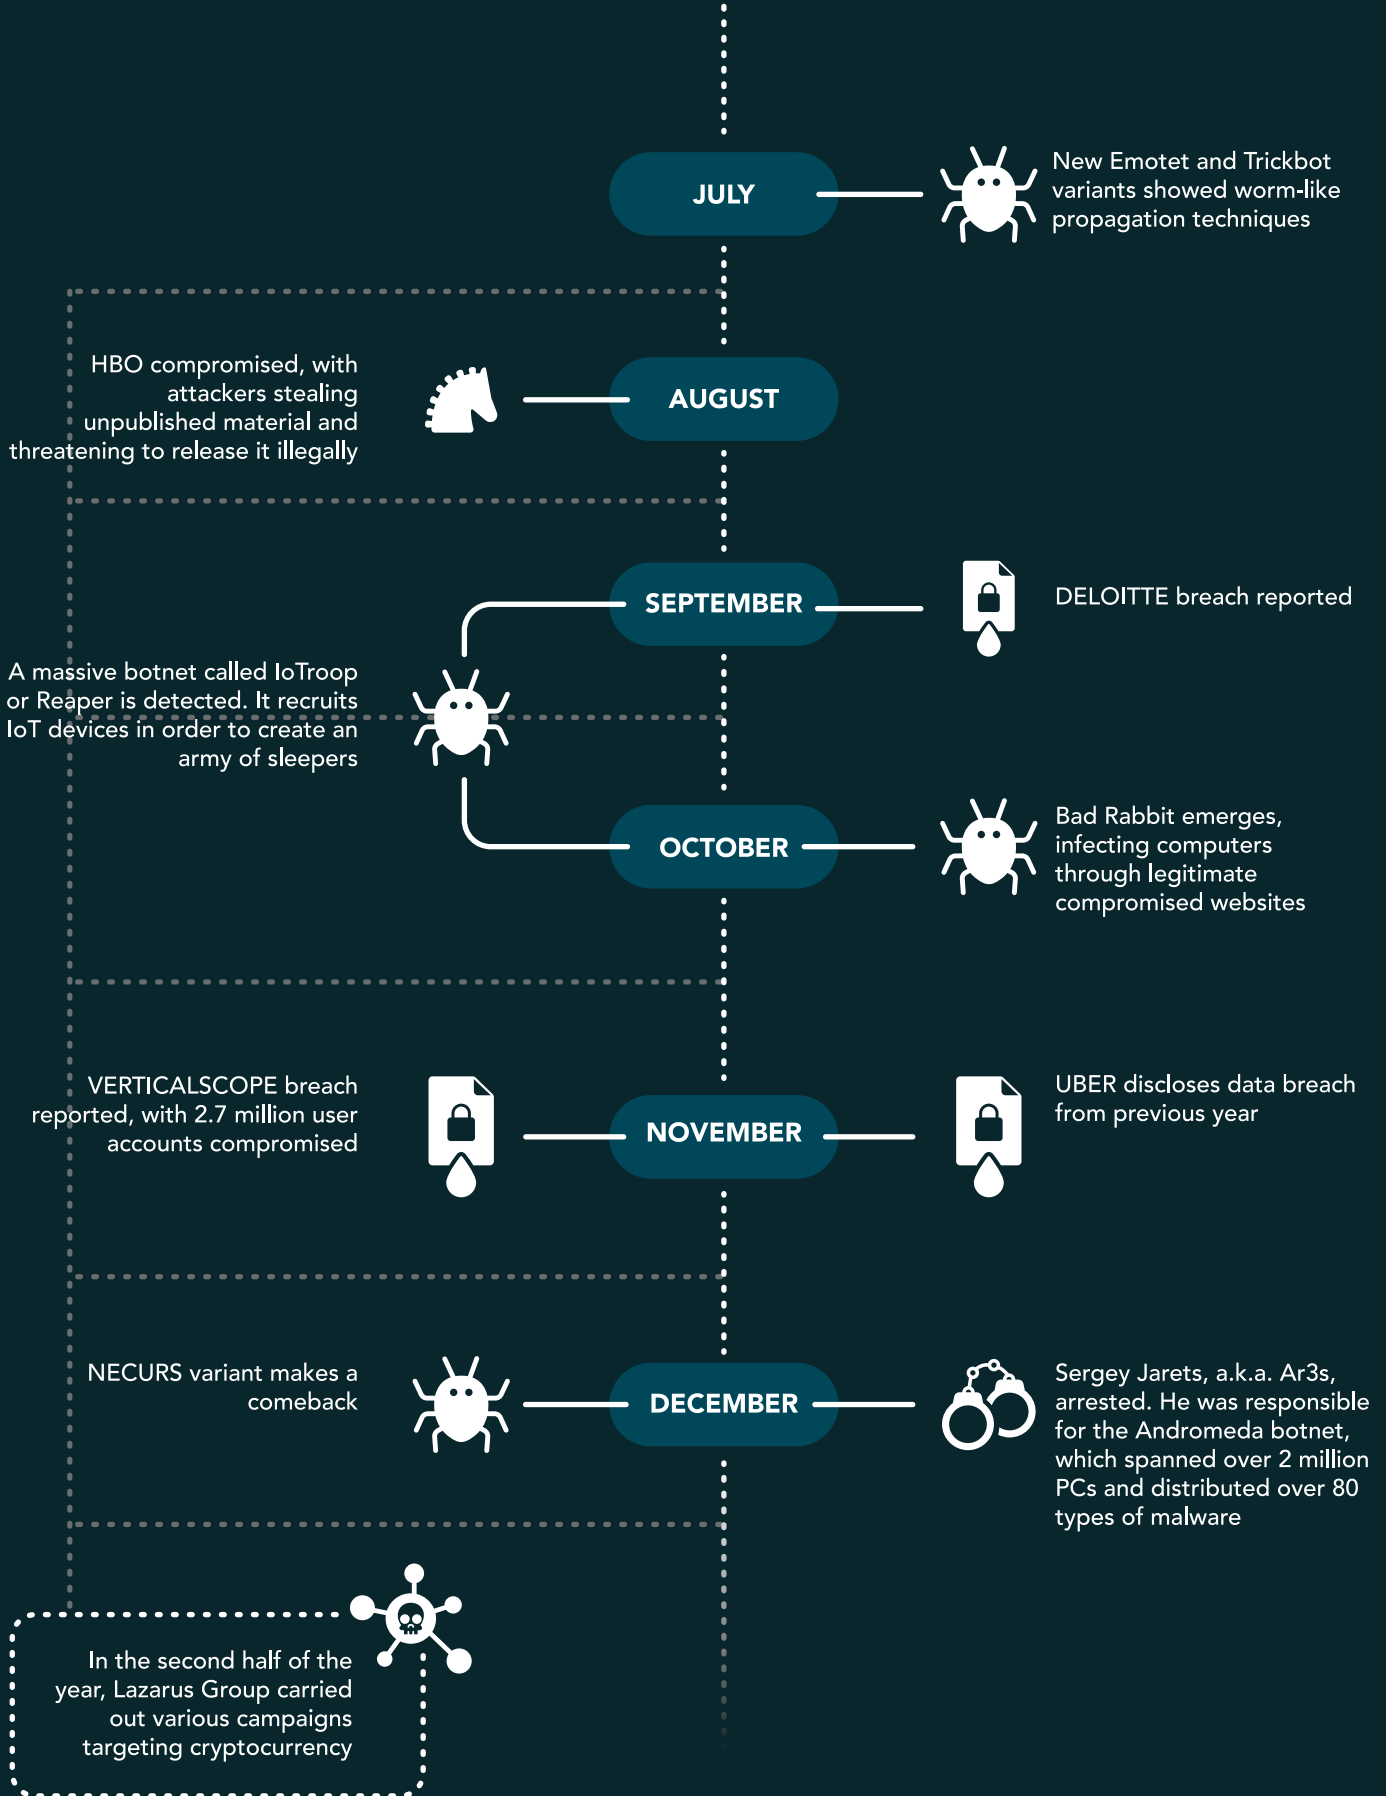 JULY
New Emotet and Trickbot
variants showed worm-like
propagation techniques
HBO compromised, with
attackers stealing
unpublished material and
threatening to release it illegally
AUGUST
SEPTEMBER
DELOITTE breach reported
A massive botnet called IoTroop
or Reaper is detected. It recruits
IoT devices in order to create an
army of sleepers
OCTOBER
Bad Rabbit emerges,
infecting computers
through legitimate
compromised websites
VERTICALSCOPE breach
reported, with 2.7 million user
accounts compromised
NOVEMBER
UBER discloses data breach
from previous year
NECURS variant makes a
comeback
DECEMBER
Sergey Jarets, a.k.a. Ar3s,
arrested. He was responsible
for the Andromeda botnet,
which spanned over 2 million
PCs and distributed over 80
types of malware
In the second half of the
year, Lazarus Group carried
out various campaigns
targeting cryptocurrency